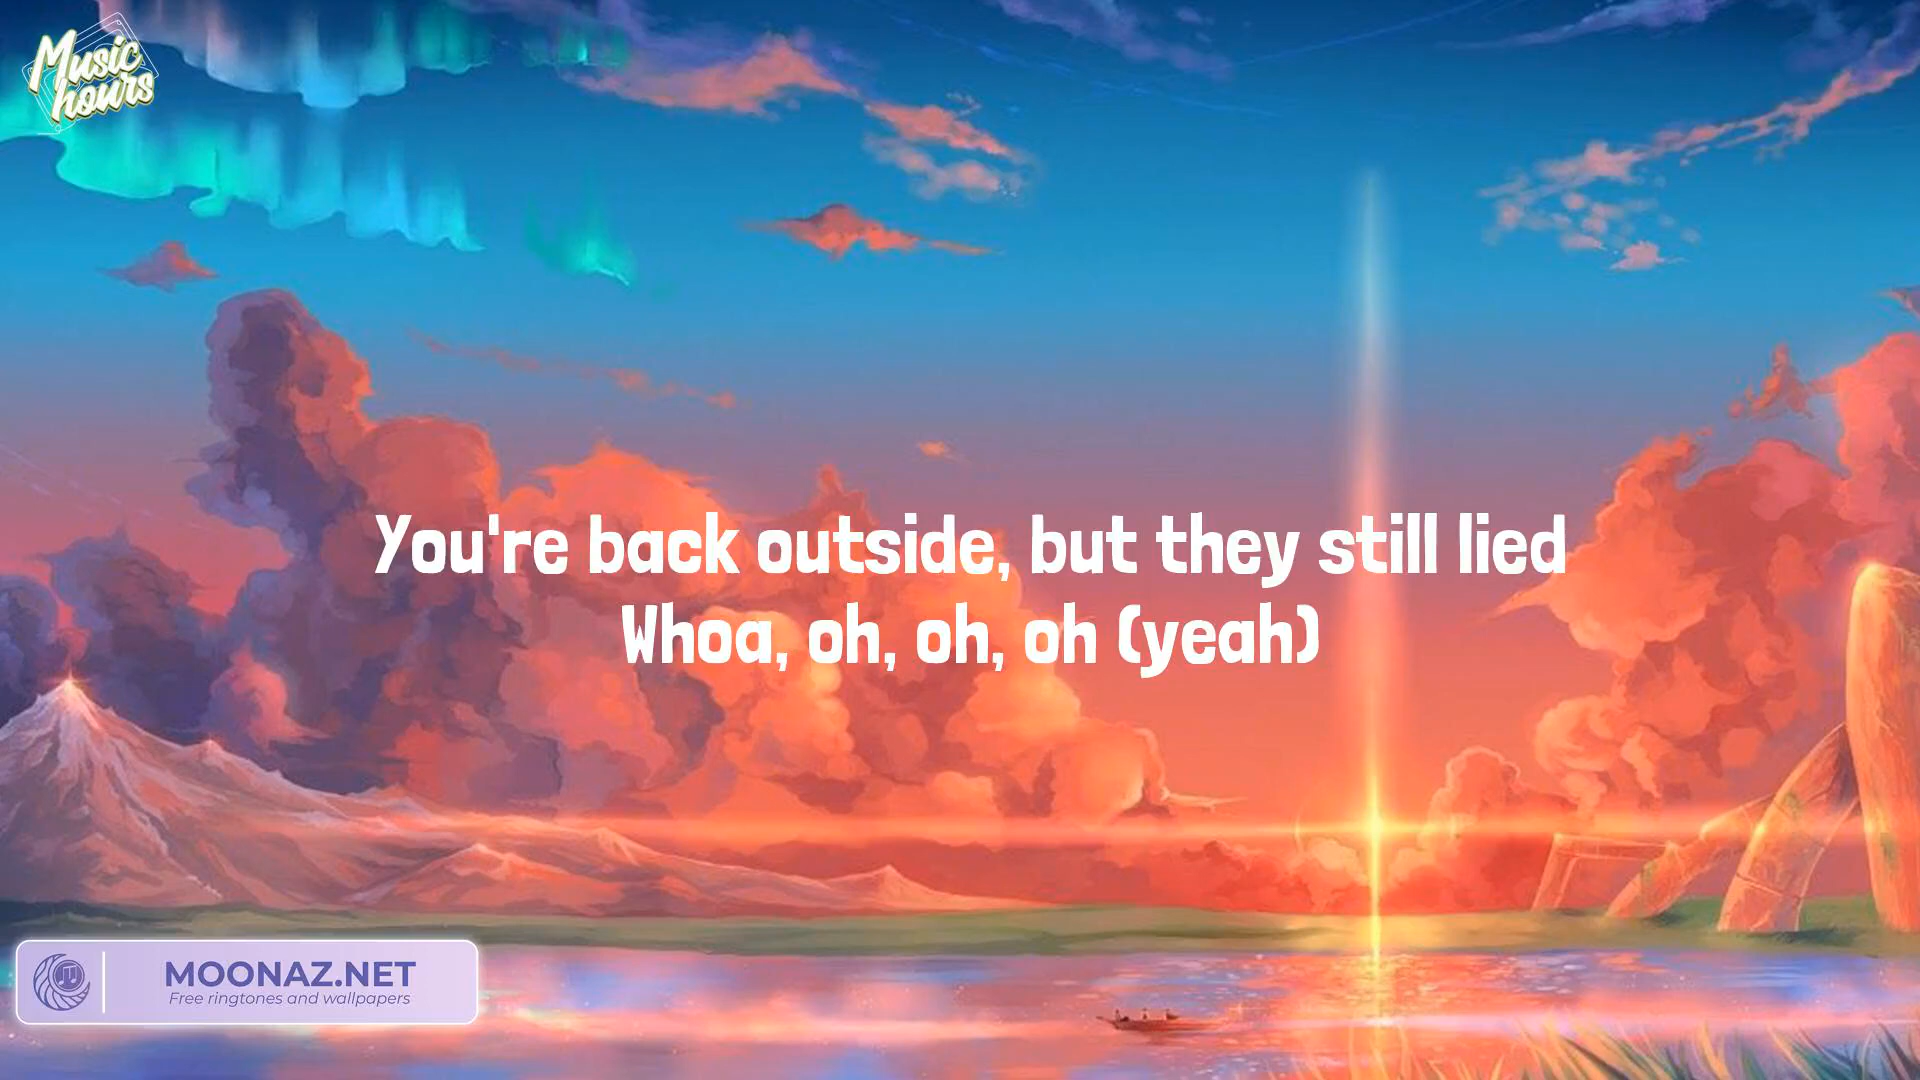 Music
hours
You're back outside, but they still lied
Whoa, oh, oh, oh (yeah)
MOONAZ.NET
Free ringtones and wallpapers